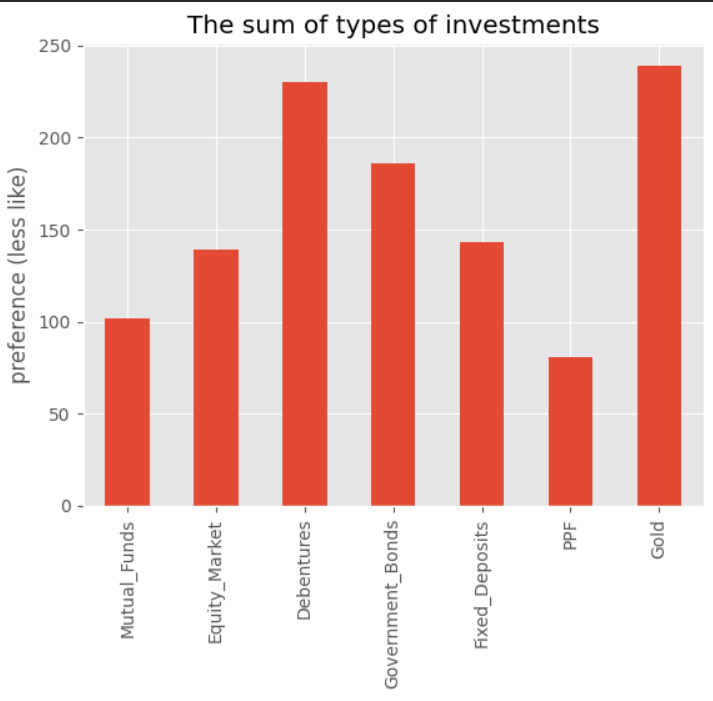 The sum of types of investments
preference (less like)
250
200
150
100
50
0
Mutual_Funds
Equity_Market
Debentures
Government_Bonds
Fixed_Deposits
PPF
Gold